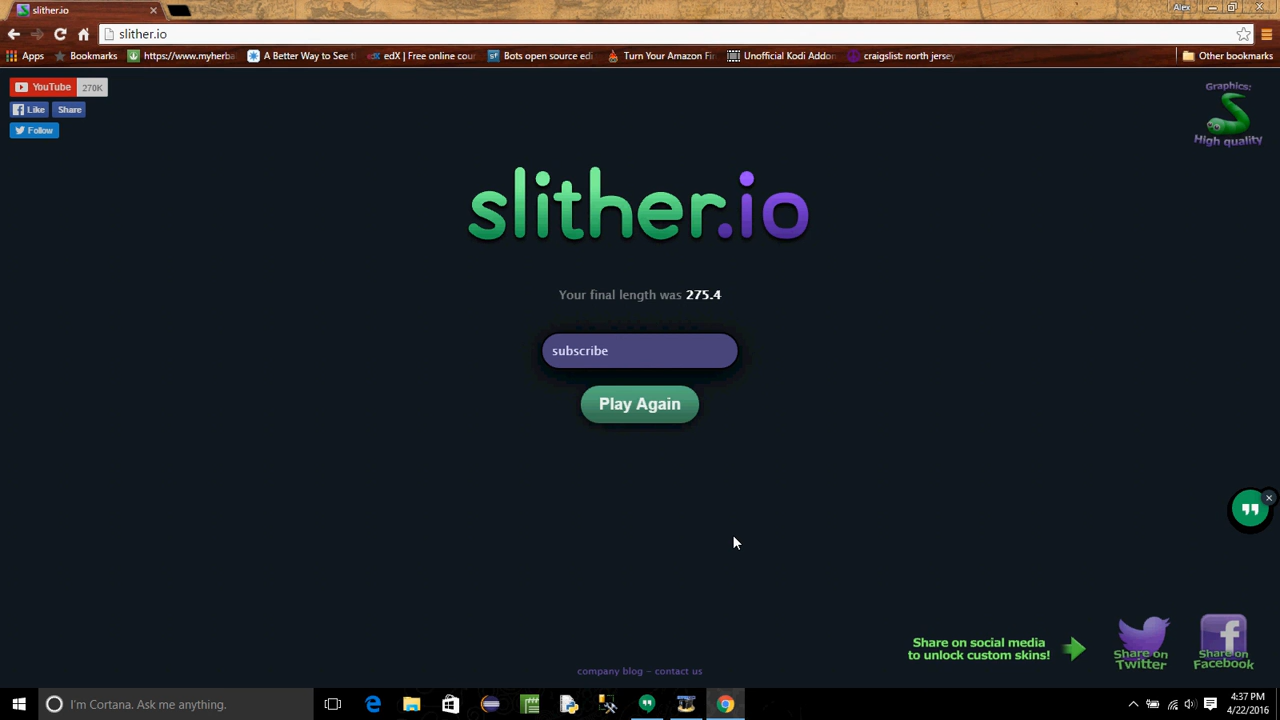 slither.io
Alex
slither.io
Apps
Bookmarks
https://www.myherba
A Better Way to See t
edX | Free online cour
Bots open source edi
Turn Your Amazon Fi
Unofficial Kodi Addon
craigslist: north jersey
Other bookmarks
YouTube 270K
Like Share
Follow
Graphics:
High quality
slither.io
Your final length was 275.4
subscribe
Play Again
Share on social media
to unlock custom skins!
Share on
Twitter
Share on
Facebook
company blog – contact us
I'm Cortana. Ask me anything.
4:37 PM
4/22/2016